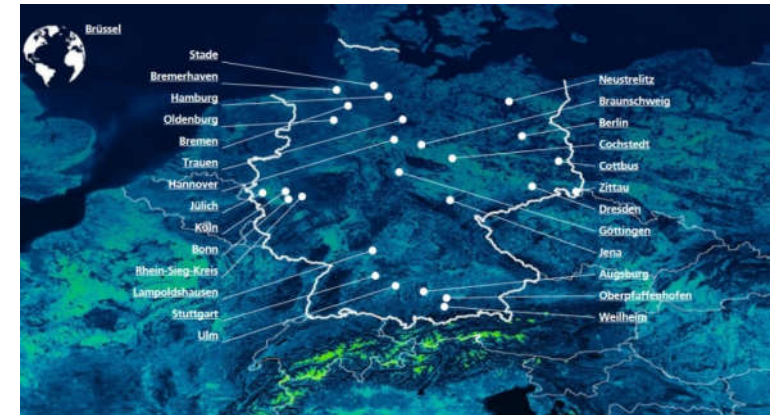 Brüssel
Stade
Bremerhaven
Hamburg
Oldenburg
Bremen
Trauen
Hannover
Jülich
Köln
Bonn
Rhein-Sieg-Kreis
Lampoldshausen
Stuttgart
Ulm
Neustrelitz
Braunschweig
Berlin
Cochstedt
Cottbus
Zittau
Dresden
Göttingen
Jena
Augsburg
Oberpfaffenhofen
Weilheim